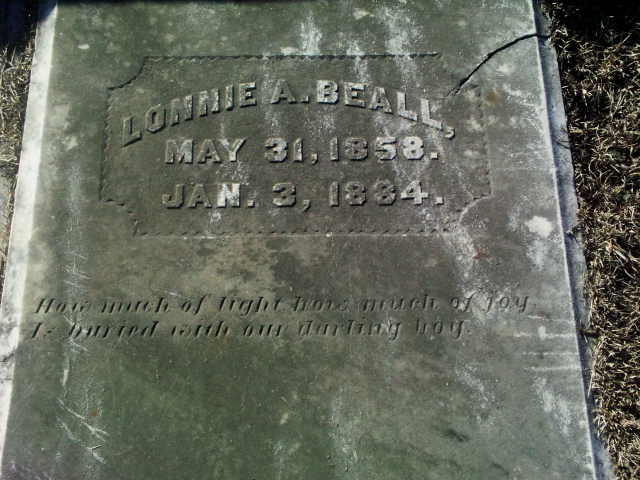 LONNIE A. BEALL,
MAY 31, 1858.
JAN. 3, 1884.
How much of light how much of joy,
Is buried with our darling boy.